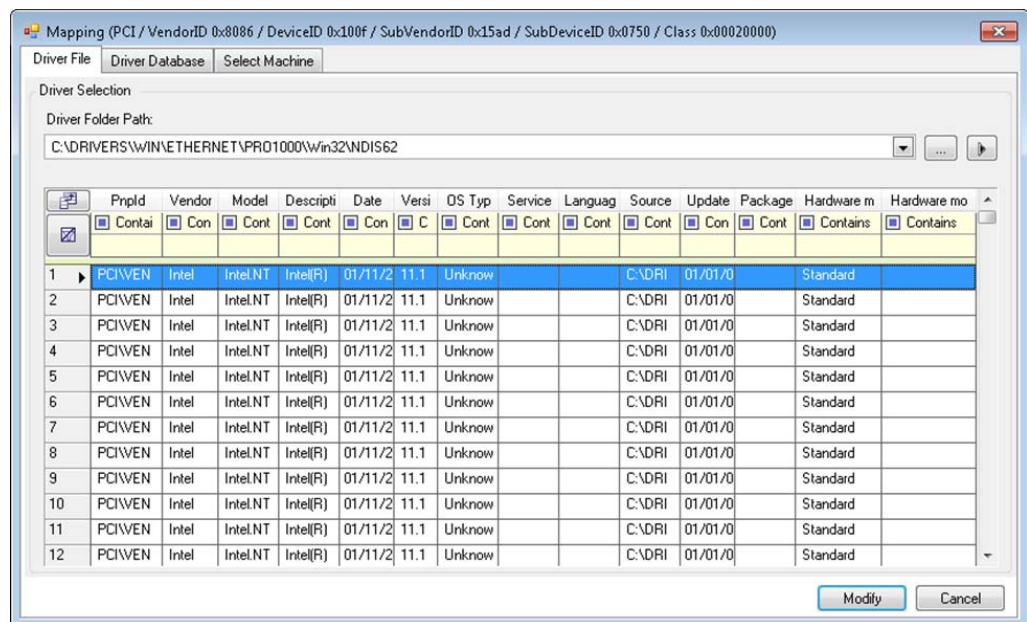 Mapping (PCI / VendorID 0x8086 / DeviceID 0x100f / SubVendorID 0x15ad / SubDeviceID 0x0750 / Class 0x00020000)
Driver File Driver Database Select Machine
Driver Selection
Driver Folder Path:
C:\DRIVERS\WIN\ETHERNET\PRO1000\Win32\NDIS62 ...
PnpId Vendor Model Descripti Date Versi OS Typ Service Languag Source Update Package Hardware m Hardware mo
Contai Con Cont Cont Con C Cont Cont Cont Cont Con Cont Contains Contains
1 PCI\VEN Intel Intel.NT Intel(R) 01/11/2 11.1 Unknow C:\DRI 01/01/0 Standard
2 PCI\VEN Intel Intel.NT Intel(R) 01/11/2 11.1 Unknow C:\DRI 01/01/0 Standard
3 PCI\VEN Intel Intel.NT Intel(R) 01/11/2 11.1 Unknow C:\DRI 01/01/0 Standard
4 PCI\VEN Intel Intel.NT Intel(R) 01/11/2 11.1 Unknow C:\DRI 01/01/0 Standard
5 PCI\VEN Intel Intel.NT Intel(R) 01/11/2 11.1 Unknow C:\DRI 01/01/0 Standard
6 PCI\VEN Intel Intel.NT Intel(R) 01/11/2 11.1 Unknow C:\DRI 01/01/0 Standard
7 PCI\VEN Intel Intel.NT Intel(R) 01/11/2 11.1 Unknow C:\DRI 01/01/0 Standard
8 PCI\VEN Intel Intel.NT Intel(R) 01/11/2 11.1 Unknow C:\DRI 01/01/0 Standard
9 PCI\VEN Intel Intel.NT Intel(R) 01/11/2 11.1 Unknow C:\DRI 01/01/0 Standard
10 PCI\VEN Intel Intel.NT Intel(R) 01/11/2 11.1 Unknow C:\DRI 01/01/0 Standard
11 PCI\VEN Intel Intel.NT Intel(R) 01/11/2 11.1 Unknow C:\DRI 01/01/0 Standard
12 PCI\VEN Intel Intel.NT Intel(R) 01/11/2 11.1 Unknow C:\DRI 01/01/0 Standard
Modify Cancel